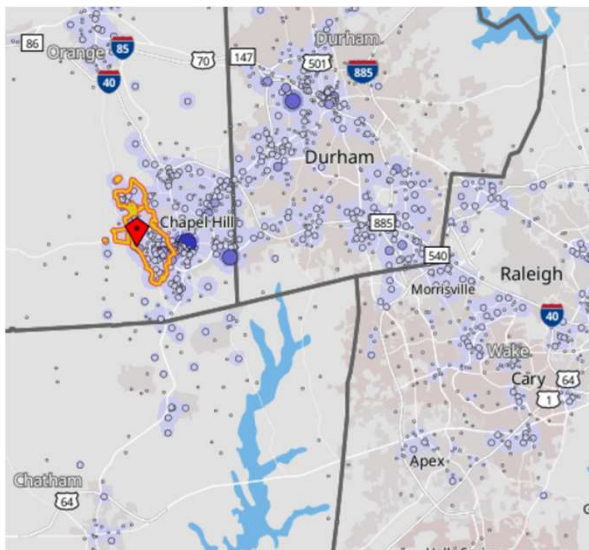 86
Orange
85
70
147
Durham
501
885
40
Durham
Chapel Hill
885
540
Raleigh
Morrisville
40
Wake
Cary
64
1
Apex
Chatham
64